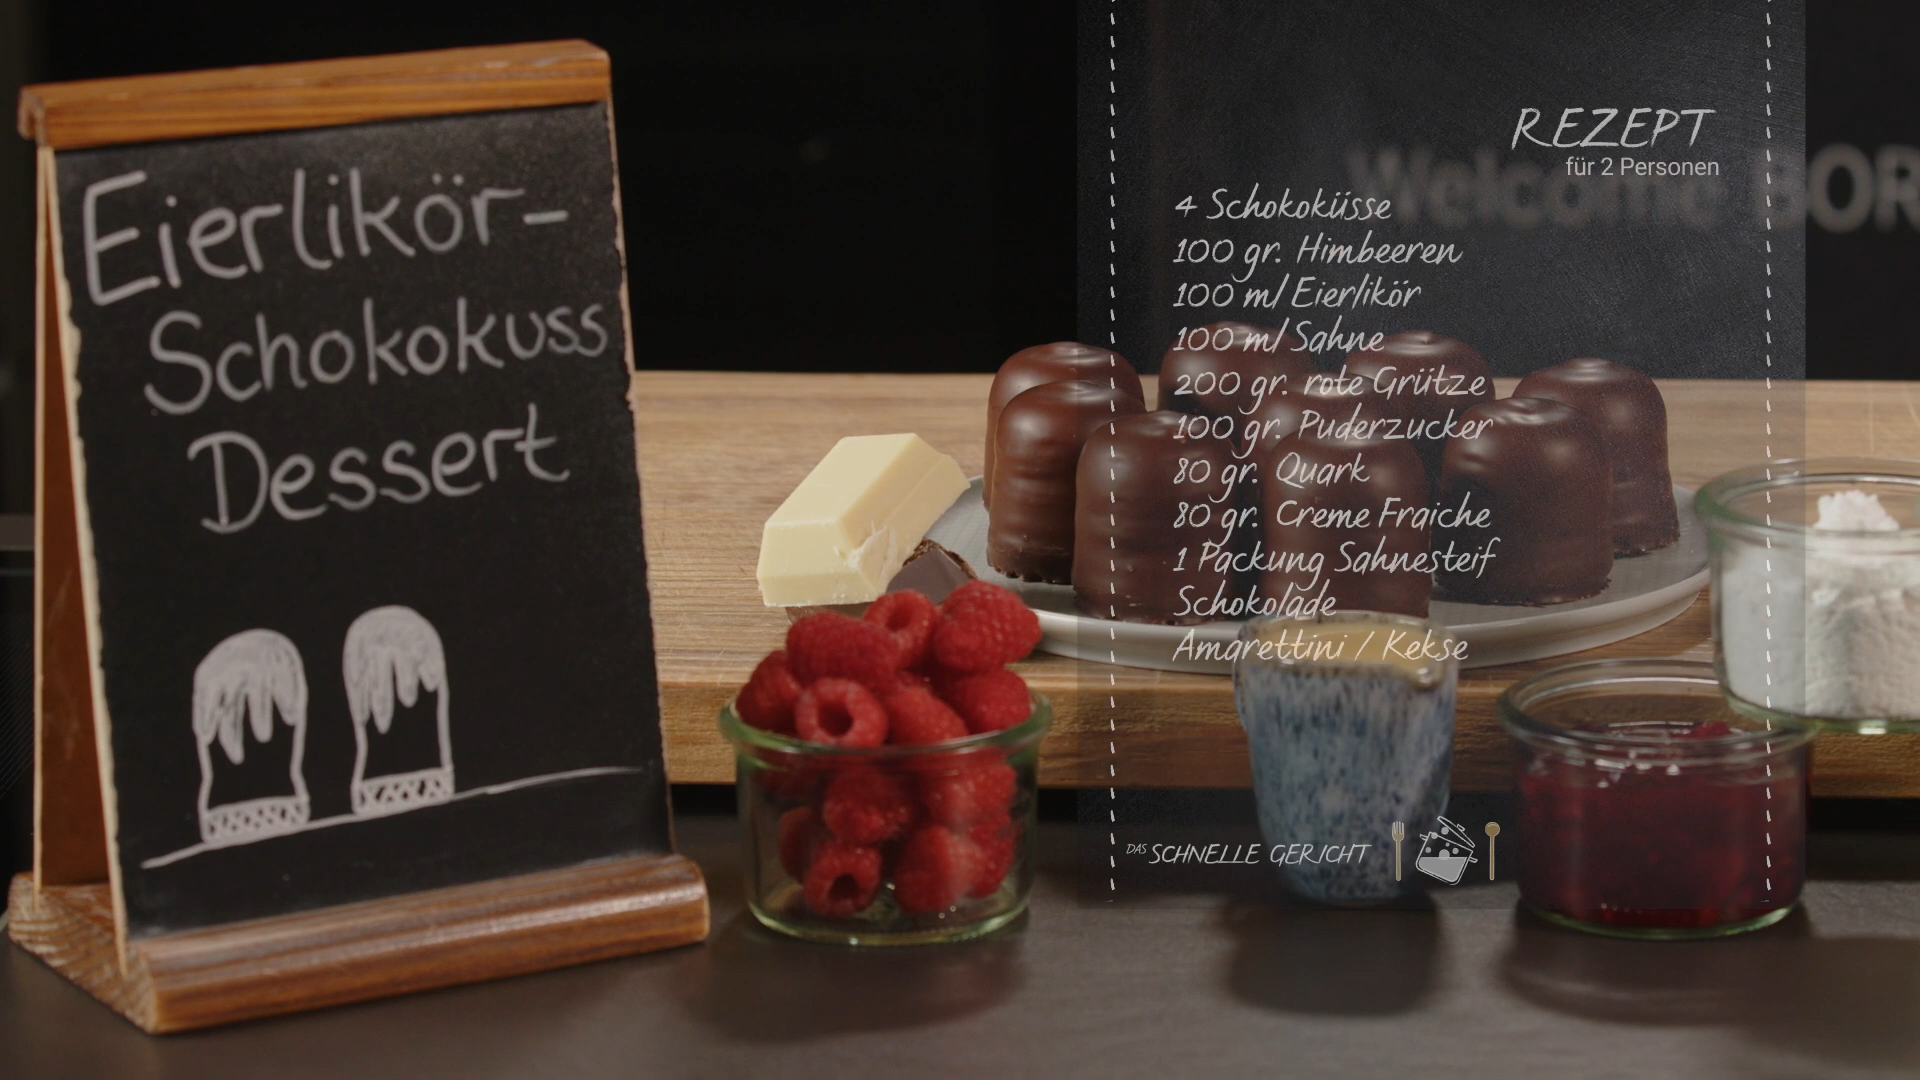 Eierlikör-
Schokokuss
Dessert
REZEPT
für 2 Personen
4 Schokoküsse
100 gr. Himbeeren
100 ml Eierlikör
100 ml Sahne
200 gr. rote Grütze
100 gr. Puderzucker
80 gr. Quark
80 gr. Creme Fraiche
1 Packung Sahnesteif
Schokolade
Amarettini / Kekse
DAS SCHNELLE GERICHT
Welcome BOR